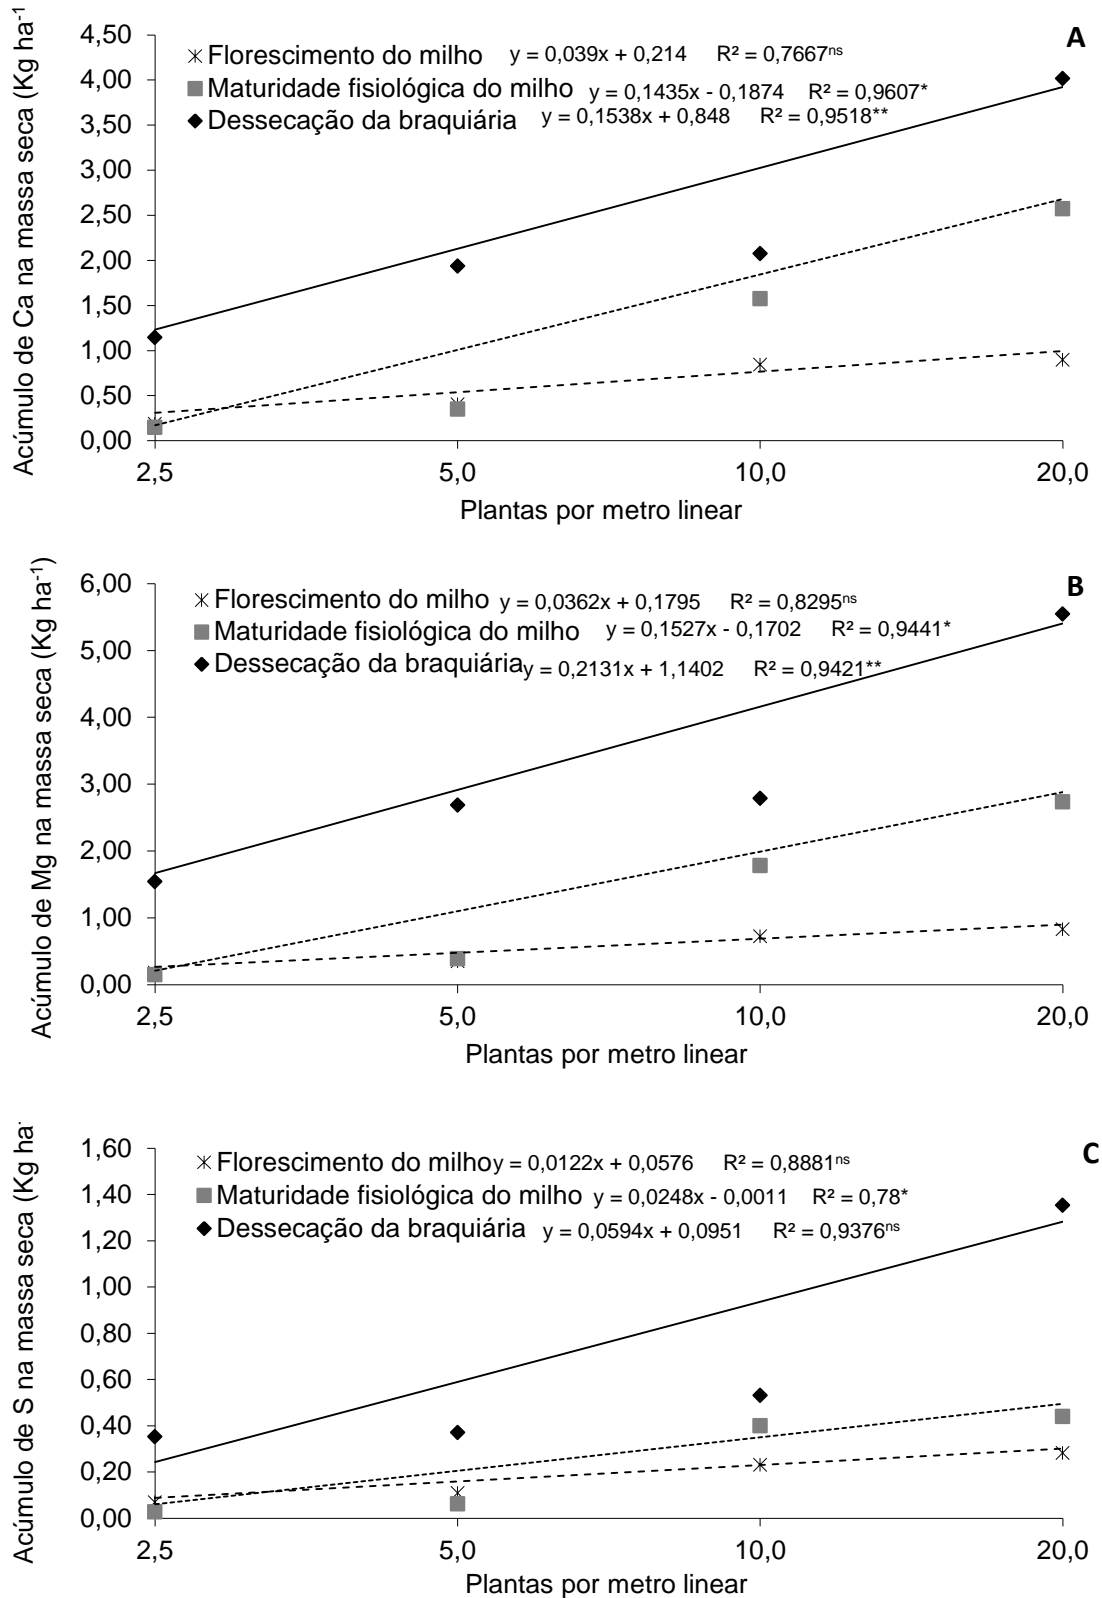 A
Acúmulo de Ca na massa seca (Kg ha⁻¹
4,50
4,00
3,50
3,00
2,50
2,00
1,50
1,00
0,50
0,00
Florescimento do milho y = 0,039x + 0,214 R² = 0,7667ⁿˢ
Maturidade fisiológica do milho y = 0,1435x - 0,1874 R² = 0,9607*
Dessecação da braquiária y = 0,1538x + 0,848 R² = 0,9518**
2,5 5,0 10,0 20,0
Plantas por metro linear
B
Acúmulo de Mg na massa seca (Kg ha⁻¹)
6,00
5,00
4,00
3,00
2,00
1,00
0,00
Florescimento do milho y = 0,0362x + 0,1795 R² = 0,8295ⁿˢ
Maturidade fisiológica do milho y = 0,1527x - 0,1702 R² = 0,9441*
Dessecação da braquiária y = 0,2131x + 1,1402 R² = 0,9421**
2,5 5,0 10,0 20,0
Plantas por metro linear
C
Acúmulo de S na massa seca (Kg ha⁻
1,60
1,40
1,20
1,00
0,80
0,60
0,40
0,20
0,00
Florescimento do milho y = 0,0122x + 0,0576 R² = 0,8881ⁿˢ
Maturidade fisiológica do milho y = 0,0248x - 0,0011 R² = 0,78*
Dessecação da braquiária y = 0,0594x + 0,0951 R² = 0,9376ⁿˢ
2,5 5,0 10,0 20,0
Plantas por metro linear